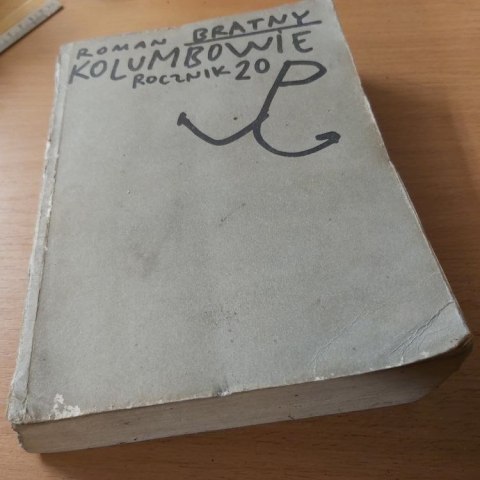 ROMAN BRATNY
KOLUMBOWIE
ROCZNIK 20
P